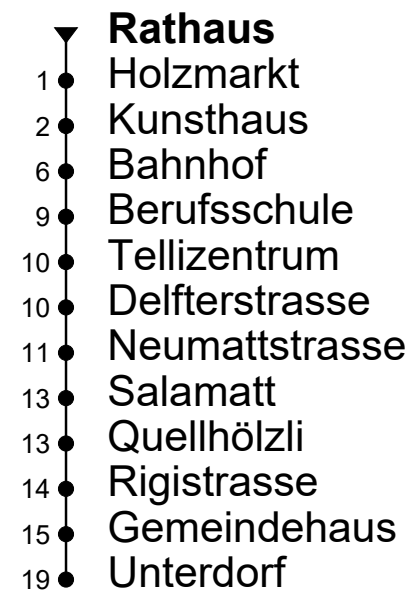 Rathaus
1 Holzmarkt
2 Kunsthaus
6 Bahnhof
9 Berufsschule
10 Tellizentrum
10 Delfterstrasse
11 Neumattstrasse
13 Salamatt
13 Quellhölzli
14 Rigistrasse
15 Gemeindehaus
19 Unterdorf